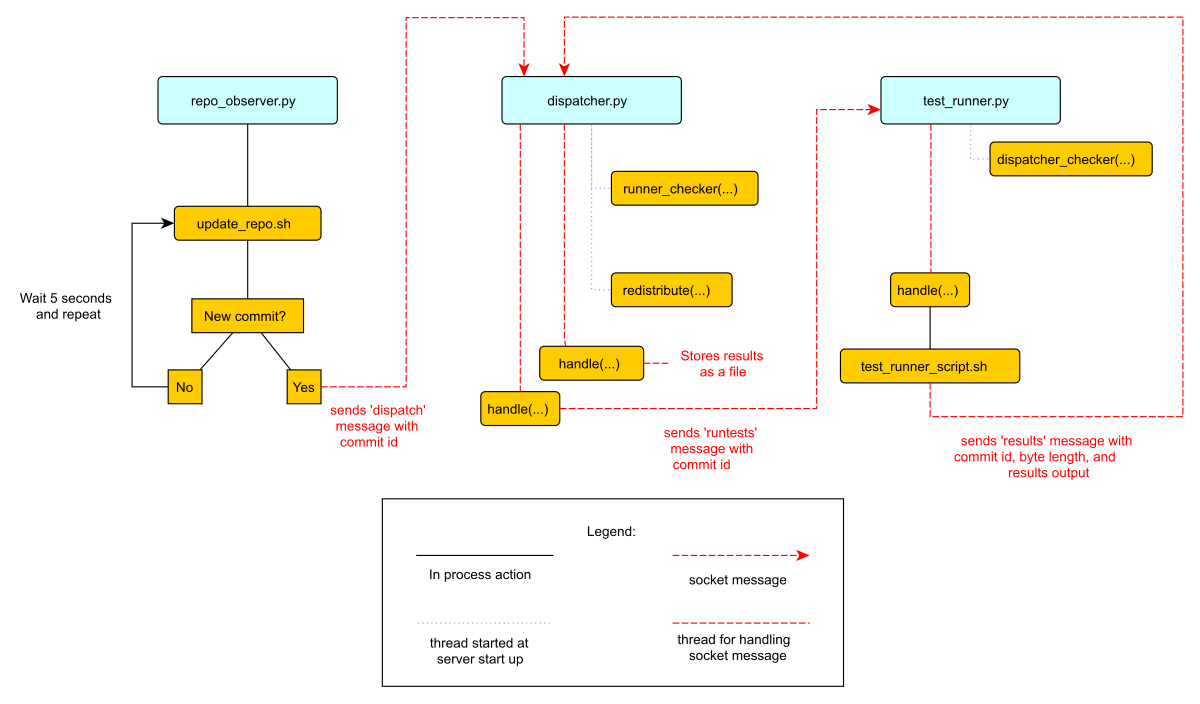 repo_observer.py
dispatcher.py
test_runner.py
dispatcher_checker(...)
runner_checker(...)
update_repo.sh
Wait 5 seconds
and repeat
New commit?
No
Yes
redistribute(...)
handle(...)
handle(...)
Stores results
as a file
handle(...)
test_runner_script.sh
sends 'dispatch'
message with
commit id
sends 'runtests'
message with
commit id
sends 'results' message with
commit id, byte length, and
results output
Legend:
In process action
socket message
thread started at
server start up
thread for handling
socket message